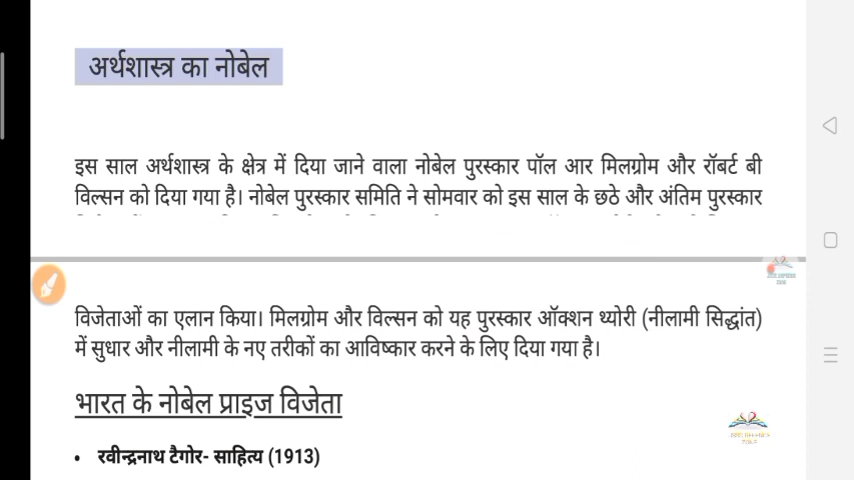 अर्थशास्त्र का नोबेल
इस साल अर्थशास्त्र के क्षेत्र में दिया जाने वाला नोबेल पुरस्कार पॉल आर मिलग्रोम और रॉबर्ट बी
विल्सन को दिया गया है। नोबेल पुरस्कार समिति ने सोमवार को इस साल के छठे और अंतिम पुरस्कार
विजेताओं का एलान किया। मिलग्रोम और विल्सन को यह पुरस्कार ऑक्शन थ्योरी (नीलामी सिद्धांत)
में सुधार और नीलामी के नए तरीकों का आविष्कार करने के लिए दिया गया है।
भारत के नोबेल प्राइज विजेता
• रवीन्द्रनाथ टैगोर- साहित्य (1913)